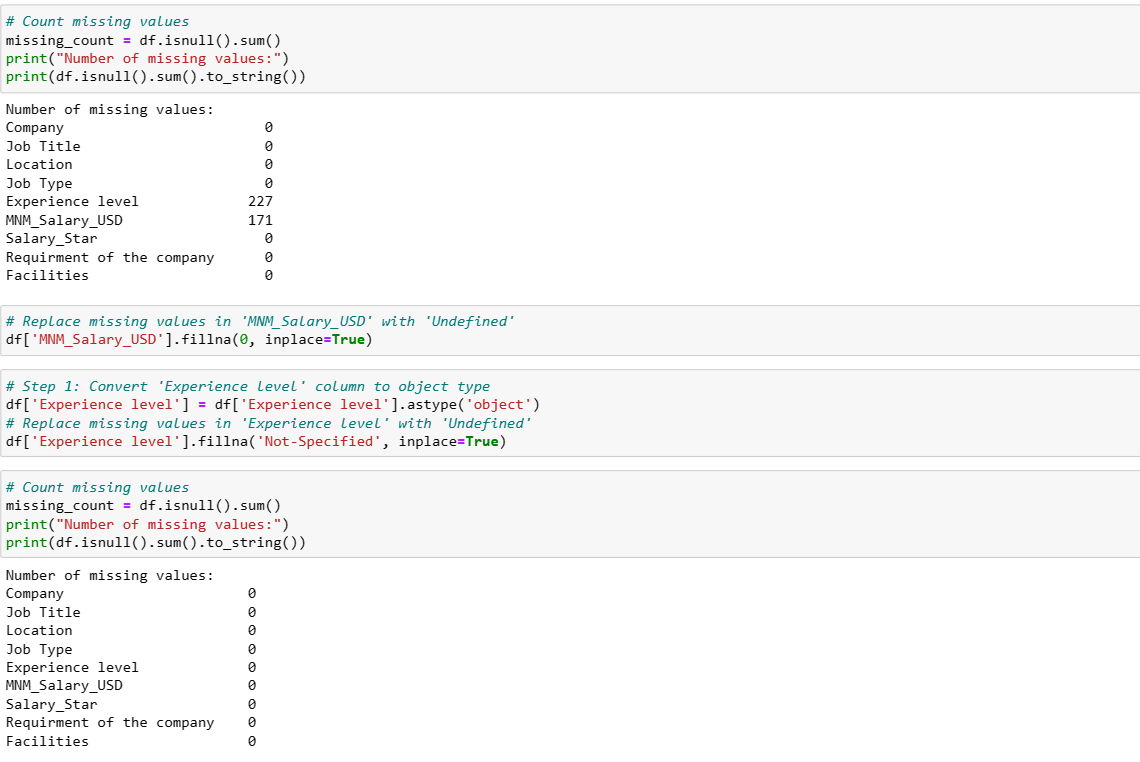 # Count missing values
missing_count = df.isnull().sum()
print("Number of missing values:")
print(df.isnull().sum().to_string())
Number of missing values:
Company 0
Job Title 0
Location 0
Job Type 0
Experience level 227
MNM_Salary_USD 171
Salary_Star 0
Requirment of the company 0
Facilities 0
# Replace missing values in 'MNM_Salary_USD' with 'Undefined'
df['MNM_Salary_USD'].fillna(0, inplace=True)
# Step 1: Convert 'Experience level' column to object type
df['Experience level'] = df['Experience level'].astype('object')
# Replace missing values in 'Experience level' with 'Undefined'
df['Experience level'].fillna('Not-Specified', inplace=True)
# Count missing values
missing_count = df.isnull().sum()
print("Number of missing values:")
print(df.isnull().sum().to_string())
Number of missing values:
Company 0
Job Title 0
Location 0
Job Type 0
Experience level 0
MNM_Salary_USD 0
Salary_Star 0
Requirment of the company 0
Facilities 0